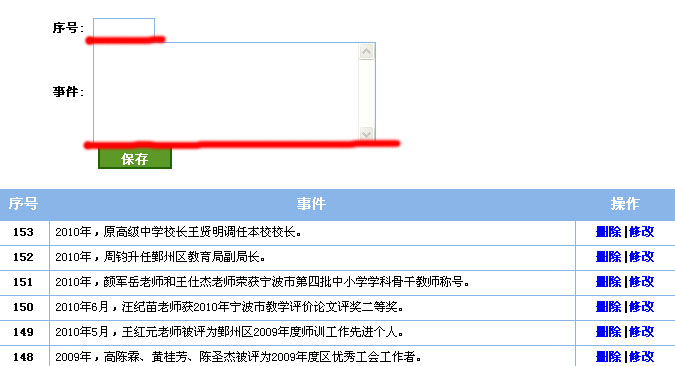 序号:
事件:
保存
序号 事件 操作
153 2010年,原高级中学校长王贤明调任本校校长。 删除|修改
152 2010年,周钧升任鄞州区教育局副局长。 删除|修改
151 2010年,颜军岳老师和王仕杰老师荣获宁波市第四批中小学学科骨干教师称号。 删除|修改
150 2010年6月,汪纪苗老师获2010年宁波市教学评价论文评奖二等奖。 删除|修改
149 2010年5月,王红元老师被评为鄞州区2009年度师训工作先进个人。 删除|修改
148 2009年,高陈霖、黄桂芳、陈圣杰被评为2009年度区优秀工会工作者。 删除|修改